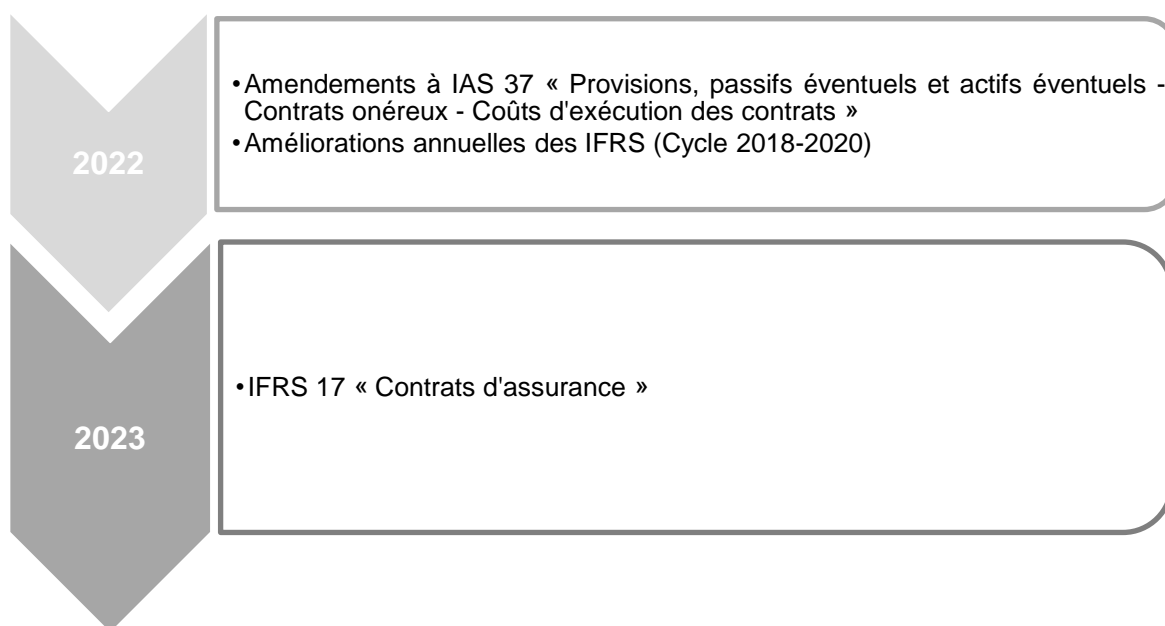 2022
•Amendements à IAS 37 « Provisions, passifs éventuels et actifs éventuels -
Contrats onéreux - Coûts d'exécution des contrats »
•Améliorations annuelles des IFRS (Cycle 2018-2020)
2023
•IFRS 17 « Contrats d'assurance »